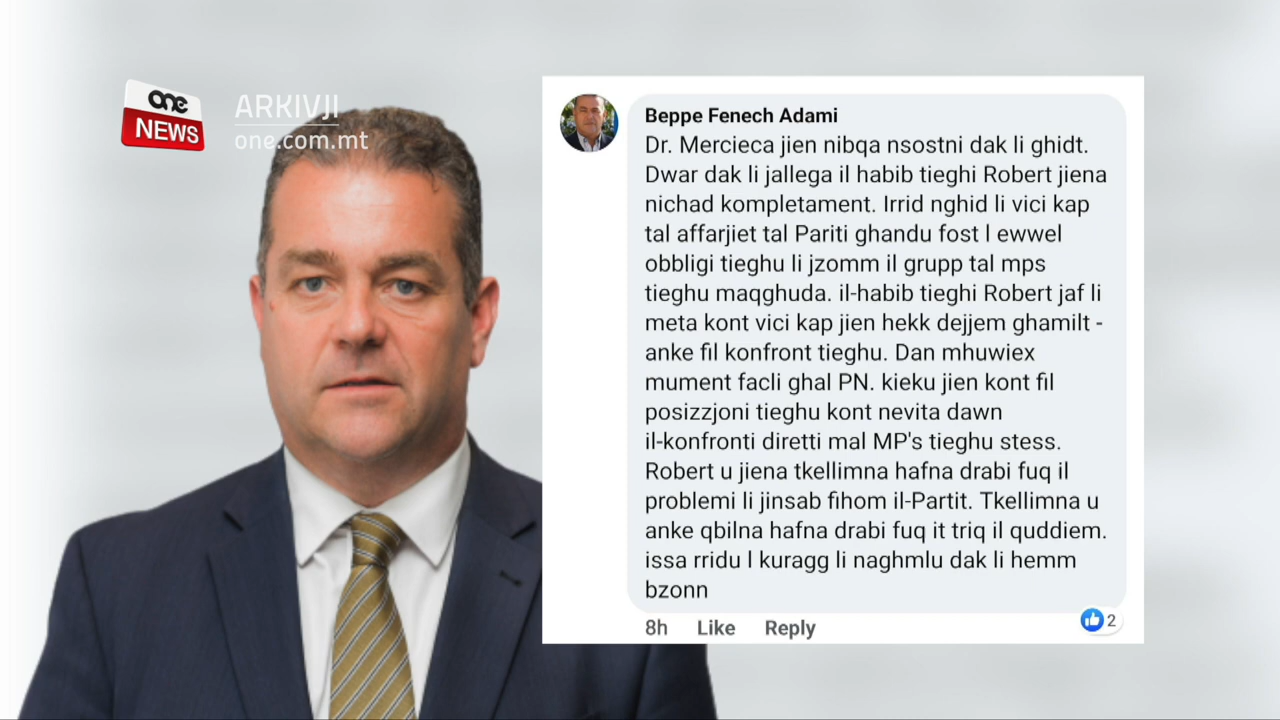 one
NEWS
ARKIVJI
one.com.mt
Beppe Fenech Adami
Dr. Mercieca jien nibqa nsostni dak li ghidt.
Dwar dak li jallega il habib tieghi Robert jiena
nichad kompletament. Irrid nghid li vici kap
tal affarjiet tal Pariti ghandu fost l ewwel
obbligi tieghu li jzomm il grupp tal mps
tieghu maqghuda. il-habib tieghi Robert jaf li
meta kont vici kap jien hekk dejjem ghamilt -
anke fil konfront tieghu. Dan mhuwiex
mument facli ghal PN. kieku jien kont fil
posizzjoni tieghu kont nevita dawn
il-konfronti diretti mal MP's tieghu stess.
Robert u jiena tkellimna hafna drabi fuq il
problemi li jinsab fihom il-Partit. Tkellimna u
anke qbilna hafna drabi fuq it triq il quddiem.
issa rridu l kuragg li naghmlu dak li hemm
bzonn
8h Like Reply 2